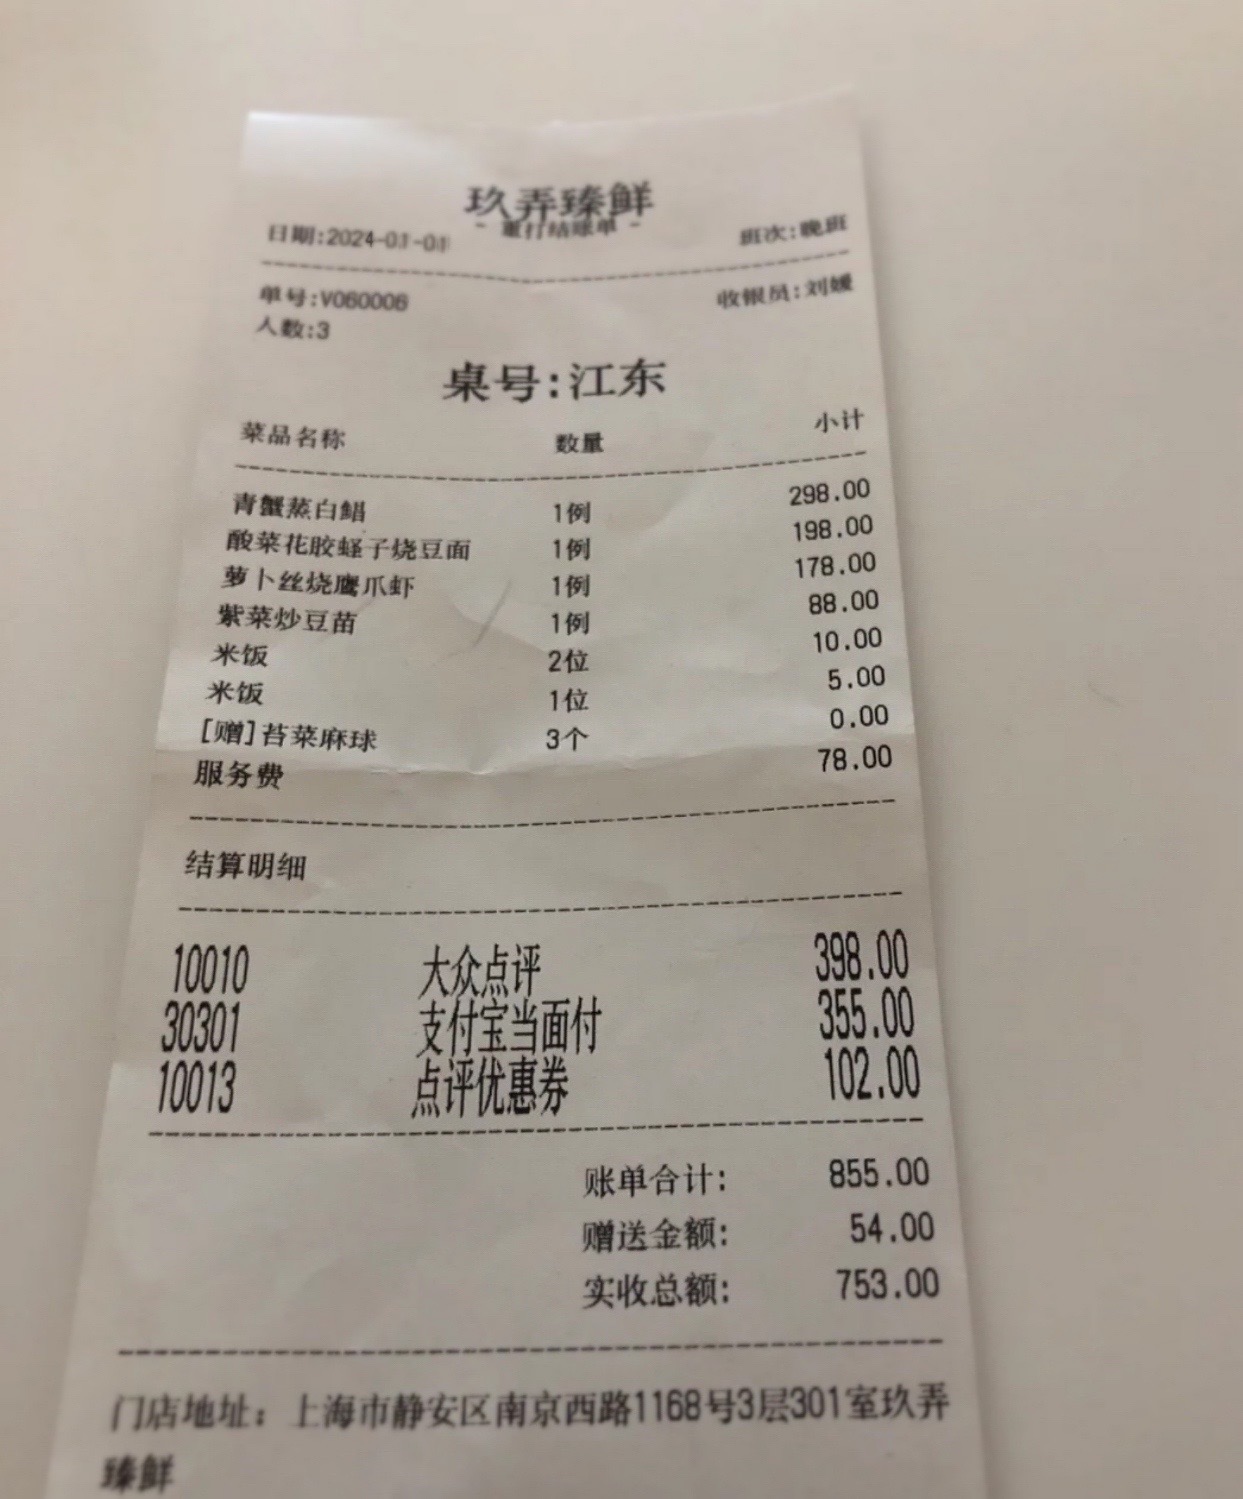 玖弄臻鲜
- 重打结账单 -
日期:2024-01-01 班次:晚班
单号:V060006 收银员:刘媛
人数:3
桌号:江东
菜品名称 数量 小计
青蟹蒸白鲳 1例 298.00
酸菜花胶蛏子烧豆面 1例 198.00
萝卜丝烧鹰爪虾 1例 178.00
紫菜炒豆苗 1例 88.00
米饭 2位 10.00
米饭 1位 5.00
[赠]苔菜麻球 3个 0.00
服务费 78.00
结算明细
10010 大众点评 398.00
30301 支付宝当面付 355.00
10013 点评优惠券 102.00
账单合计: 855.00
赠送金额: 54.00
实收总额: 753.00
门店地址: 上海市静安区南京西路1168号3层301室玖弄
臻鲜